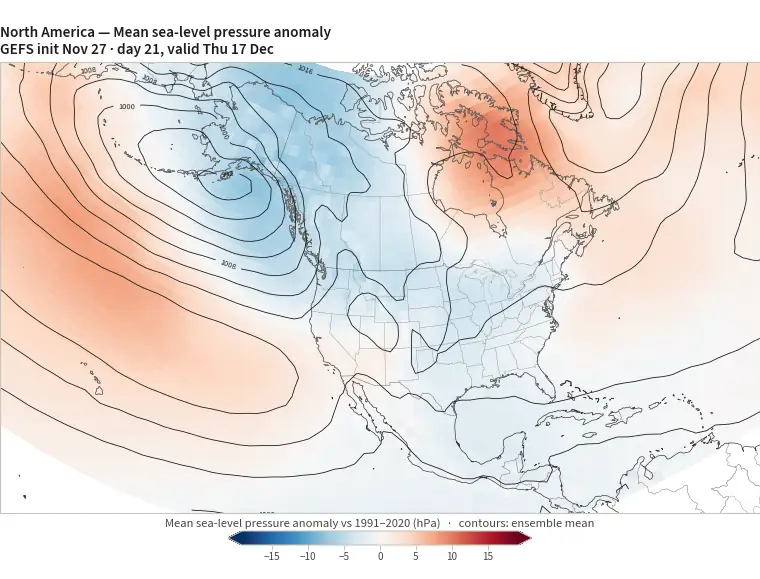 North America — Mean sea-level pressure anomaly
GEFS init Nov 27 · day 21, valid Thu 17 Dec
1008
1016
1008
1000
1008
Mean sea-level pressure anomaly vs 1991–2020 (hPa) · contours: ensemble mean
−15 −10 −5 0 5 10 15